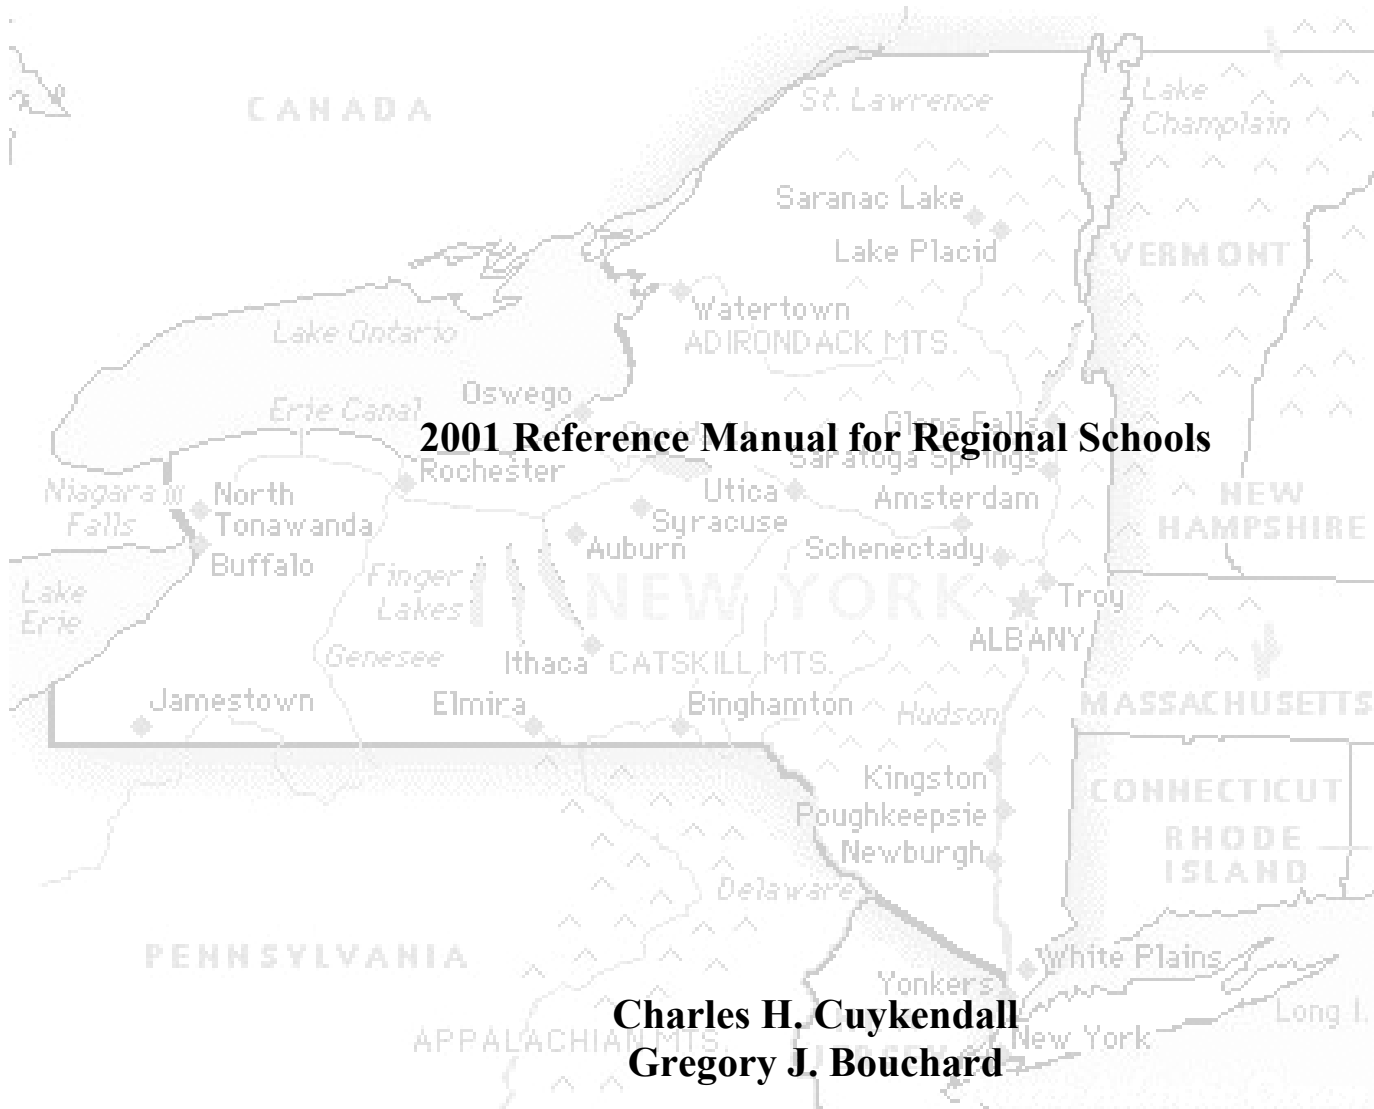 St. Lawrence
Lake
Champlain
CANADA
Saranac Lake
Lake Placid
VERMONT
Watertown
ADIRONDACK MTS.
Lake Ontario
Oswego
Erie Canal
Glens Falls
2001 Reference Manual for Regional Schools
Saratoga Springs
Rochester
Niagara
Falls
North
Tonawanda
Utica
Amsterdam
NEW
HAMPSHIRE
Syracuse
Auburn
Schenectady
Buffalo
Finger
Lakes
NEW YORK
Troy
Lake
Erie
ALBANY
Genesee
Ithaca
CATSKILL MTS.
Jamestown
Elmira
Binghamton
Hudson
MASSACHUSETTS
Kingston
CONNECTICUT
Poughkeepsie
RHODE
ISLAND
Newburgh
Delaware
PENNSYLVANIA
White Plains
Yonkers
Charles H. Cuykendall
Long I.
APPALACHIAN MTS.
New York
Gregory J. Bouchard